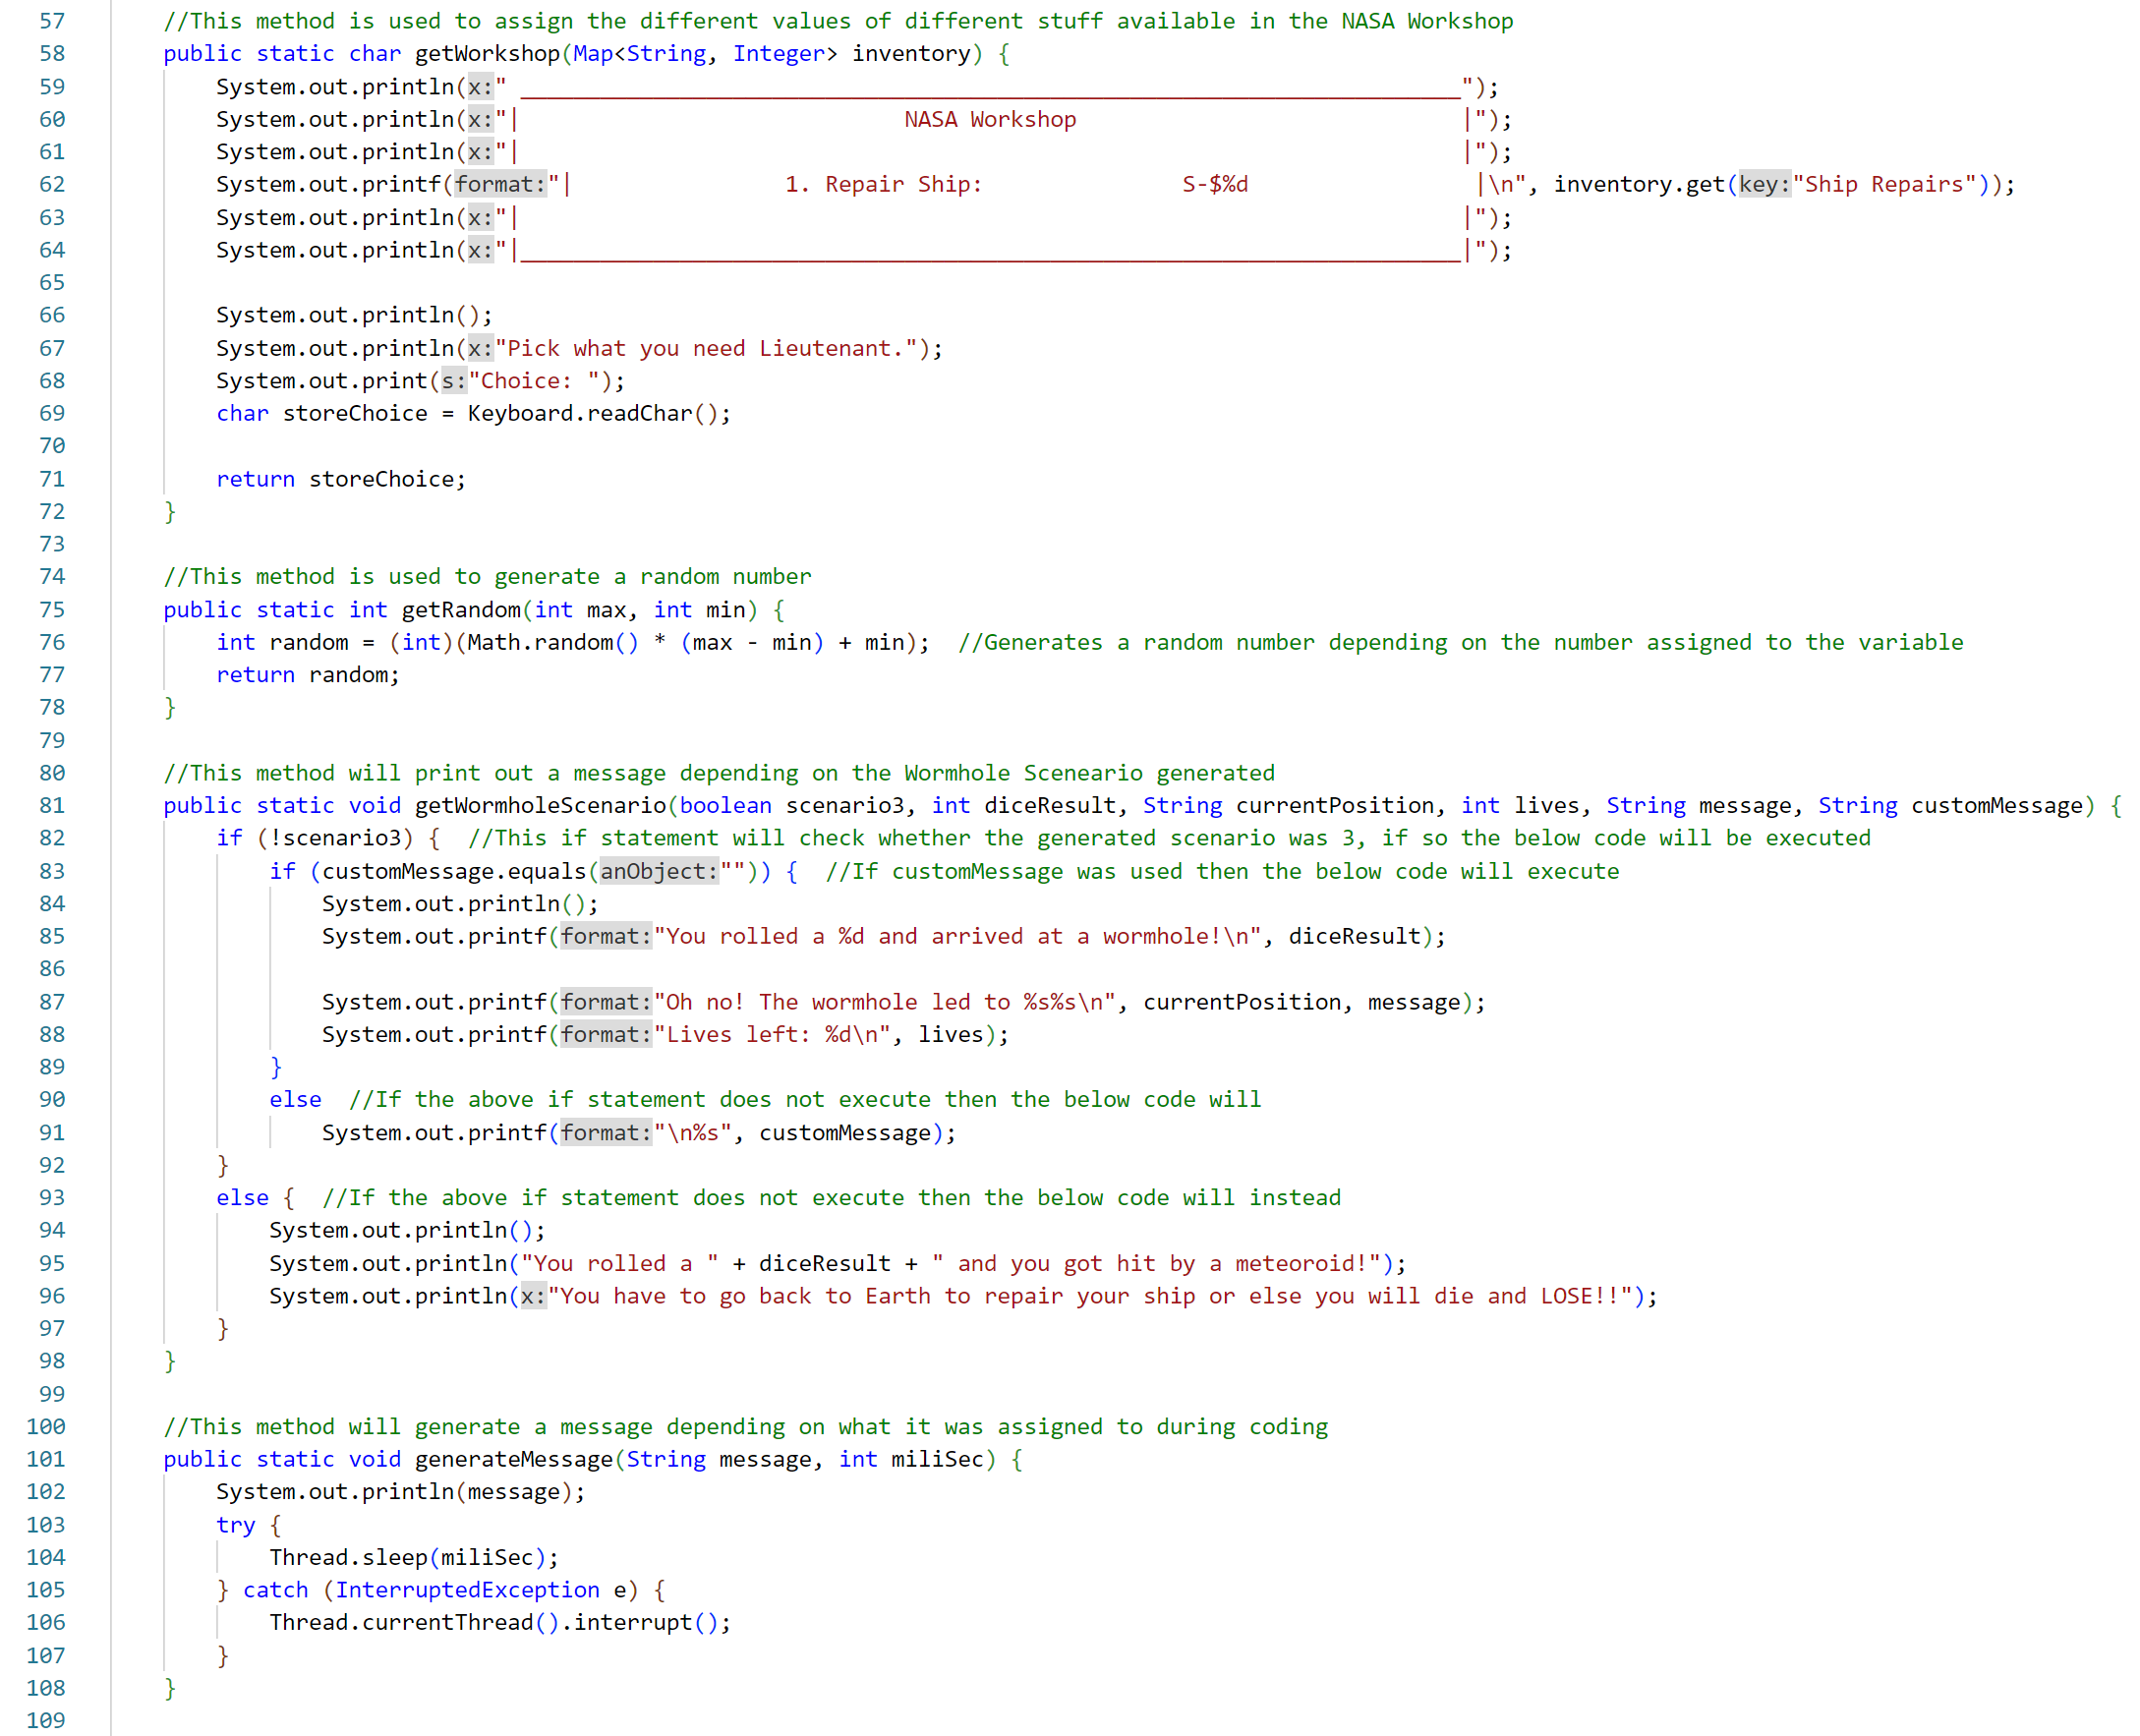 57 //This method is used to assign the different values of different stuff available in the NASA Workshop
58 public static char getWorkshop(Map<String, Integer> inventory) {
59 System.out.println(x:" _______________________________________________________________________");
60 System.out.println(x:"|                             NASA Workshop                             |");
61 System.out.println(x:"|                                                                       |");
62 System.out.printf(format:"|                1. Repair Ship:               S-$%d                 |\n", inventory.get(key:"Ship Repairs"));
63 System.out.println(x:"|                                                                       |");
64 System.out.println(x:"|_______________________________________________________________________|");
65
66 System.out.println();
67 System.out.println(x:"Pick what you need Lieutenant.");
68 System.out.print(s:"Choice: ");
69 char storeChoice = Keyboard.readChar();
70
71 return storeChoice;
72 }
73
74 //This method is used to generate a random number
75 public static int getRandom(int max, int min) {
76 int random = (int)(Math.random() * (max - min) + min);  //Generates a random number depending on the number assigned to the variable
77 return random;
78 }
79
80 //This method will print out a message depending on the Wormhole Sceneario generated
81 public static void getWormholeScenario(boolean scenario3, int diceResult, String currentPosition, int lives, String message, String customMessage) {
82 if (!scenario3) {  //This if statement will check whether the generated scenario was 3, if so the below code will be executed
83 if (customMessage.equals(anObject:"")) {  //If customMessage was used then the below code will execute
84 System.out.println();
85 System.out.printf(format:"You rolled a %d and arrived at a wormhole!\n", diceResult);
86
87 System.out.printf(format:"Oh no! The wormhole led to %s%s\n", currentPosition, message);
88 System.out.printf(format:"Lives left: %d\n", lives);
89 }
90 else  //If the above if statement does not execute then the below code will
91 System.out.printf(format:"\n%s", customMessage);
92 }
93 else {  //If the above if statement does not execute then the below code will instead
94 System.out.println();
95 System.out.println("You rolled a " + diceResult + " and you got hit by a meteoroid!");
96 System.out.println(x:"You have to go back to Earth to repair your ship or else you will die and LOSE!!");
97 }
98 }
99
100 //This method will generate a message depending on what it was assigned to during coding
101 public static void generateMessage(String message, int miliSec) {
102 System.out.println(message);
103 try {
104 Thread.sleep(miliSec);
105 } catch (InterruptedException e) {
106 Thread.currentThread().interrupt();
107 }
108 }
109